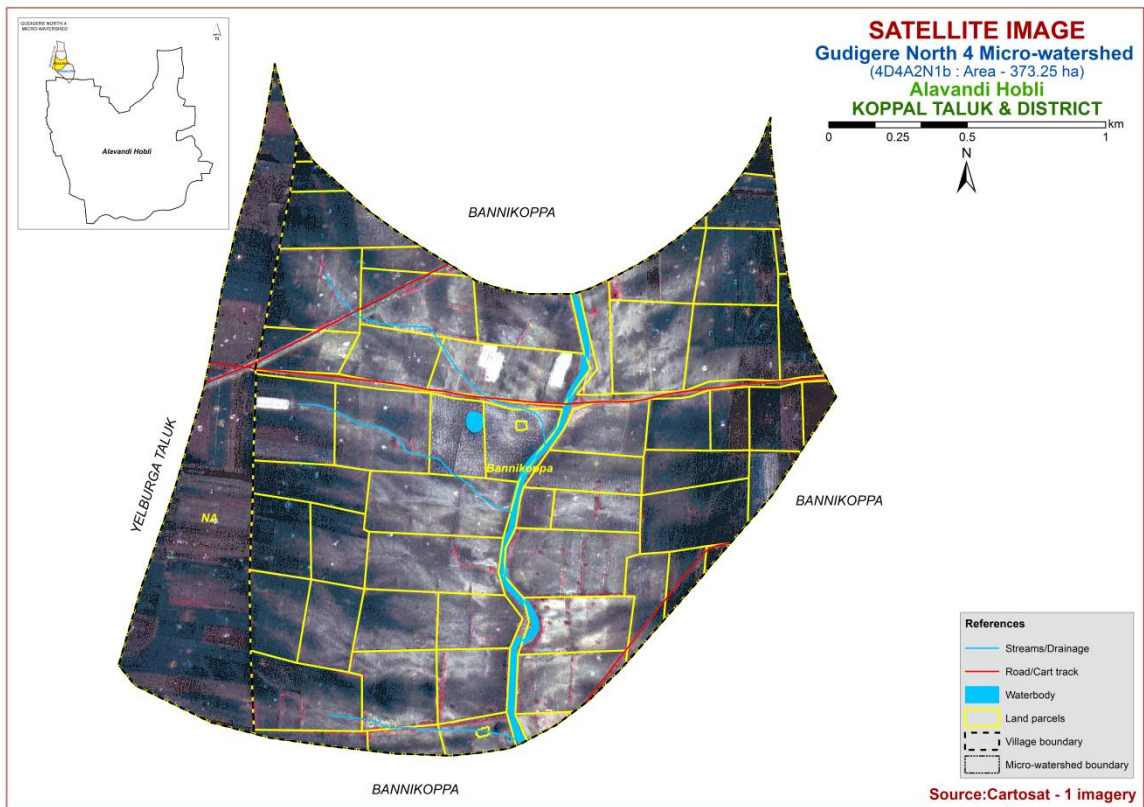 GUDIGERE NORTH 4
MICRO-WATERSHED
N
Alavandi Hobli
SATELLITE IMAGE
Gudigere North 4 Micro-watershed
(4D4A2N1b : Area - 373.25 ha)
Alavandi Hobli
KOPPAL TALUK & DISTRICT
km
0 0.25 0.5 1
N
BANNIKOPPA
YELBURGA TALUK
Bannikoppa
NA
BANNIKOPPA
BANNIKOPPA
References
Streams/Drainage
Road/Cart track
Waterbody
Land parcels
Village boundary
Micro-watershed boundary
Source:Cartosat - 1 imagery